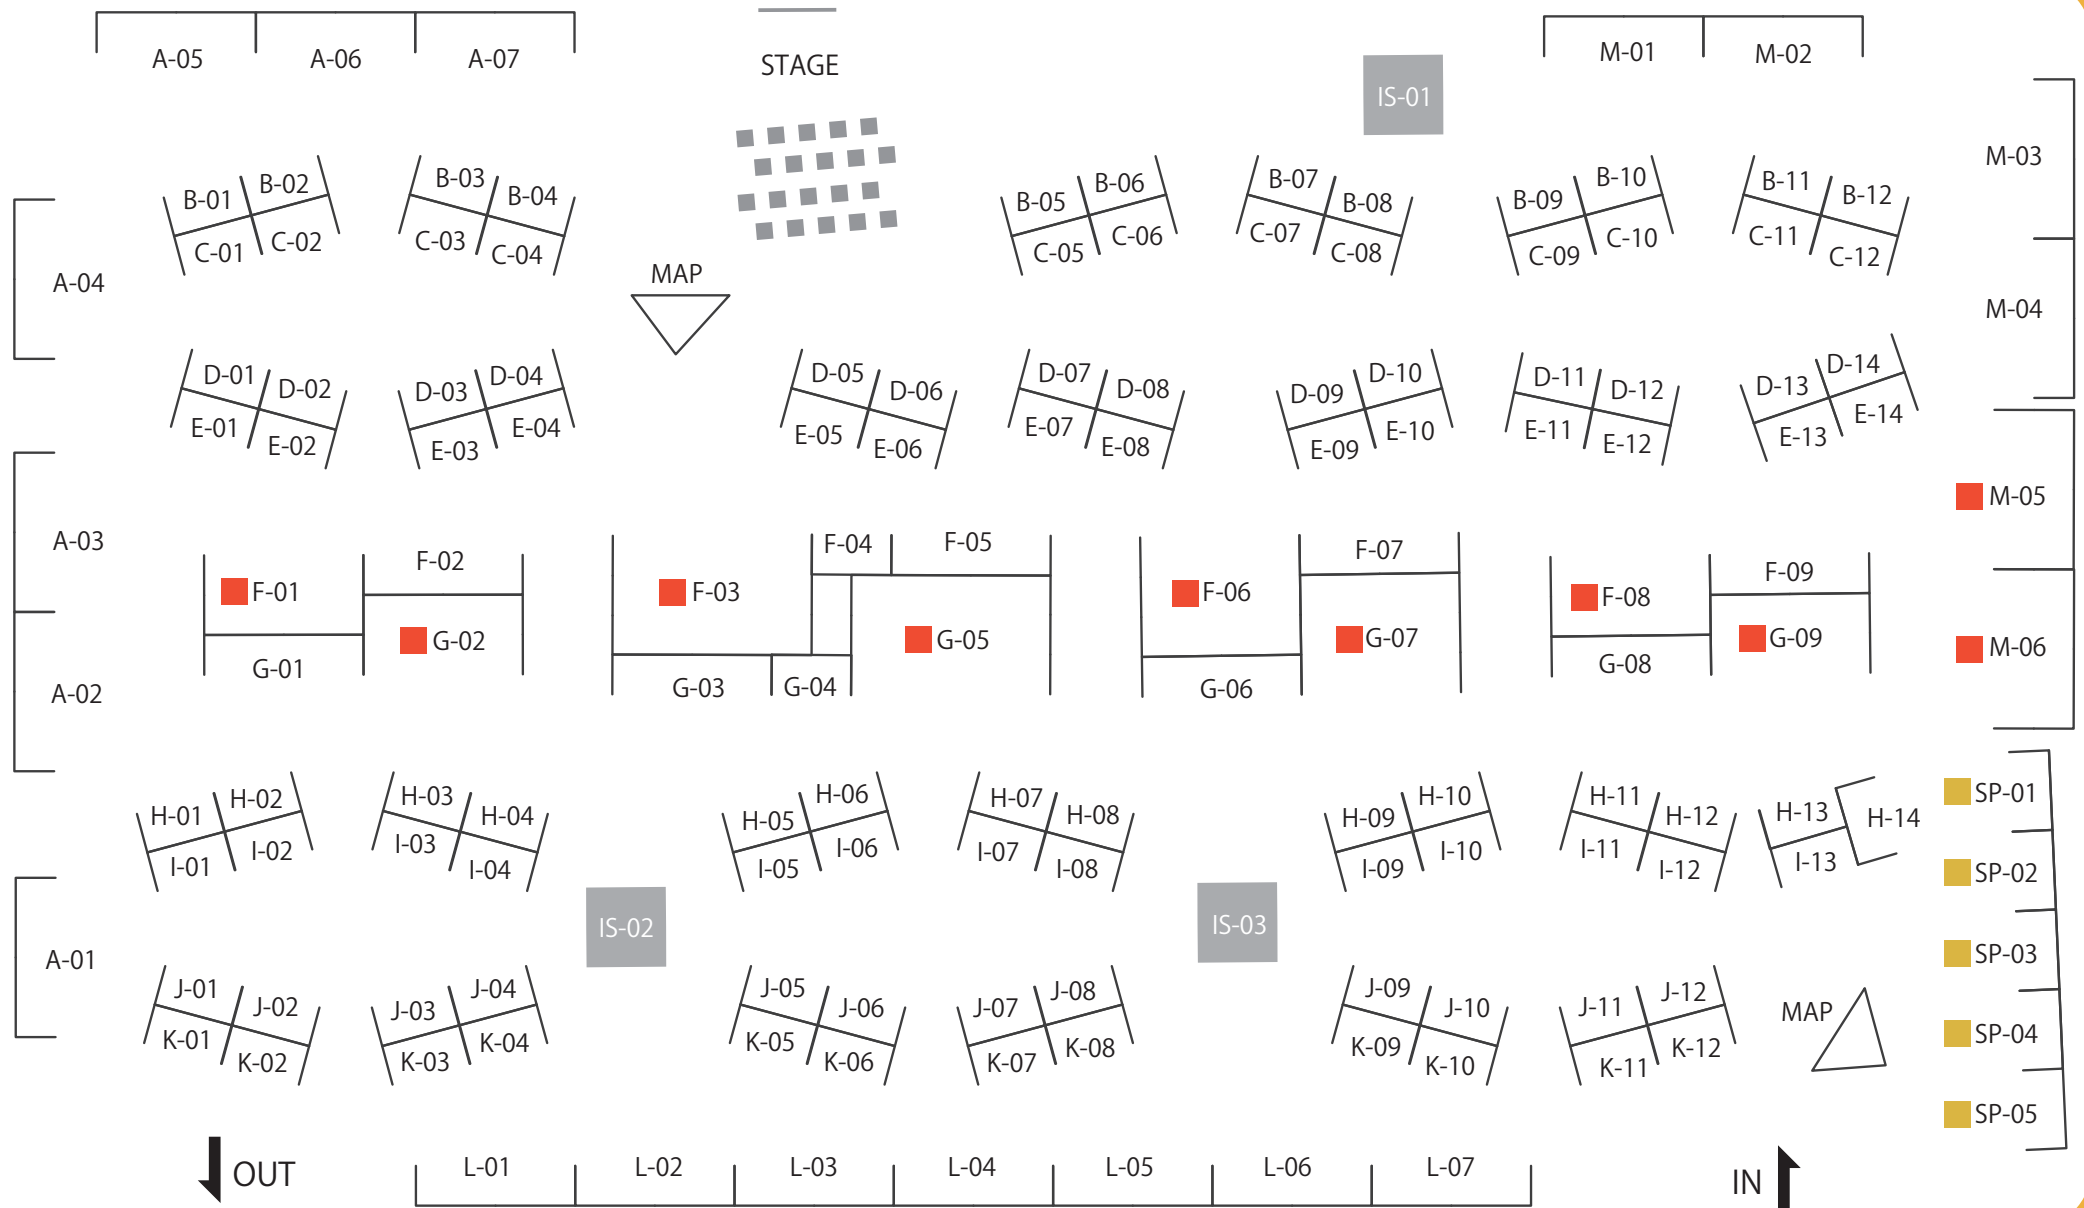 A-05 A-06 A-07 STAGE M-01 M-02
IS-01
M-03
B-01 B-02 B-03 B-04 B-05 B-06 B-07 B-08 B-09 B-10 B-11 B-12
C-01 C-02 C-03 C-04 C-05 C-06 C-07 C-08 C-09 C-10 C-11 C-12
A-04 MAP M-04
D-01 D-02 D-03 D-04 D-05 D-06 D-07 D-08 D-09 D-10 D-11 D-12 D-13 D-14
E-01 E-02 E-03 E-04 E-05 E-06 E-07 E-08 E-09 E-10 E-11 E-12 E-13 E-14
M-05
A-03 F-01 F-02 F-03 F-04 F-05 F-06 F-07 F-08 F-09
G-01 G-02 G-03 G-04 G-05 G-06 G-07 G-08 G-09 M-06
A-02
H-01 H-02 H-03 H-04 H-05 H-06 H-07 H-08 H-09 H-10 H-11 H-12 H-13 H-14 SP-01
I-01 I-02 I-03 I-04 I-05 I-06 I-07 I-08 I-09 I-10 I-11 I-12 I-13 SP-02
IS-02 IS-03
A-01 SP-03
J-01 J-02 J-03 J-04 J-05 J-06 J-07 J-08 J-09 J-10 J-11 J-12 MAP
K-01 K-02 K-03 K-04 K-05 K-06 K-07 K-08 K-09 K-10 K-11 K-12 SP-04
SP-05
OUT L-01 L-02 L-03 L-04 L-05 L-06 L-07 IN